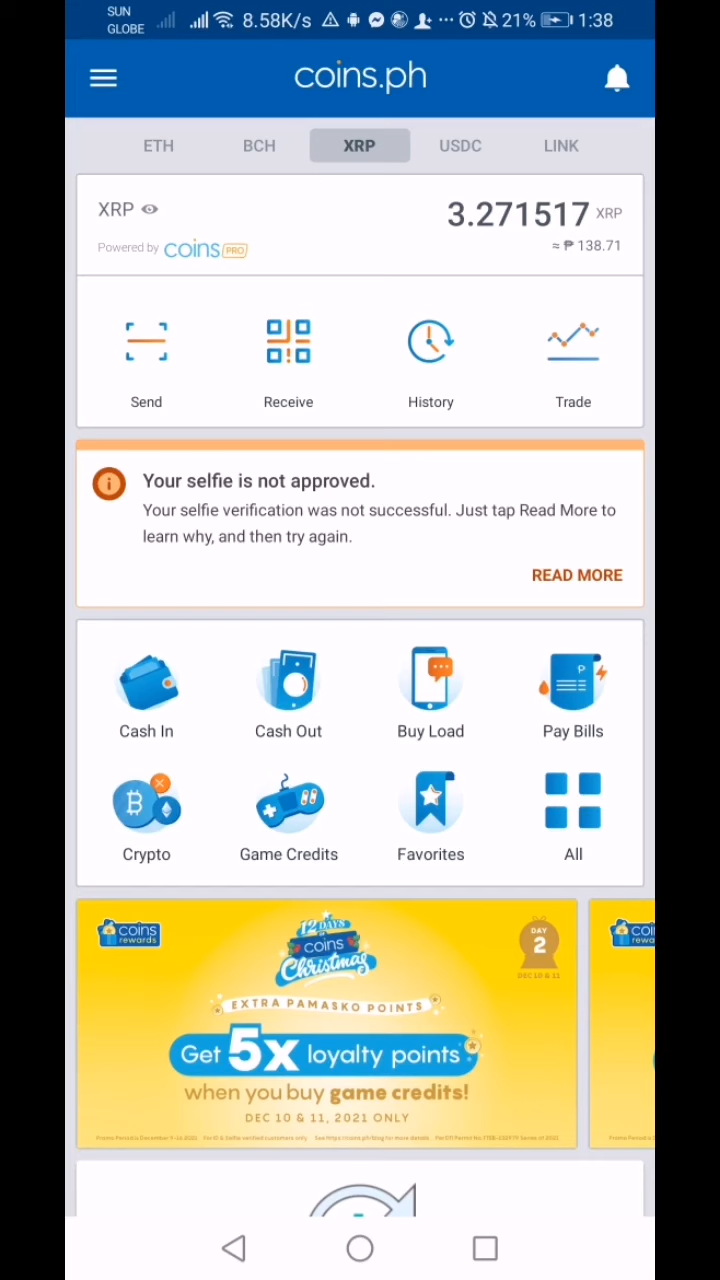 SUN
GLOBE
8.58K/s
21%
1:38
coins.ph
ETH BCH XRP USDC LINK
XRP
3.271517 XRP
Powered by coins PRO
≈ ₱ 138.71
Send Receive History Trade
Your selfie is not approved.
Your selfie verification was not successful. Just tap Read More to
learn why, and then try again.
READ MORE
Cash In Cash Out Buy Load Pay Bills
Crypto Game Credits Favorites All
coins
rewards
12 DAYS
coins
Christmas
DAY
2
DEC 10 & 11
EXTRA PAMASKO POINTS
Get 5x loyalty points
when you buy game credits!
DEC 10 & 11, 2021 ONLY